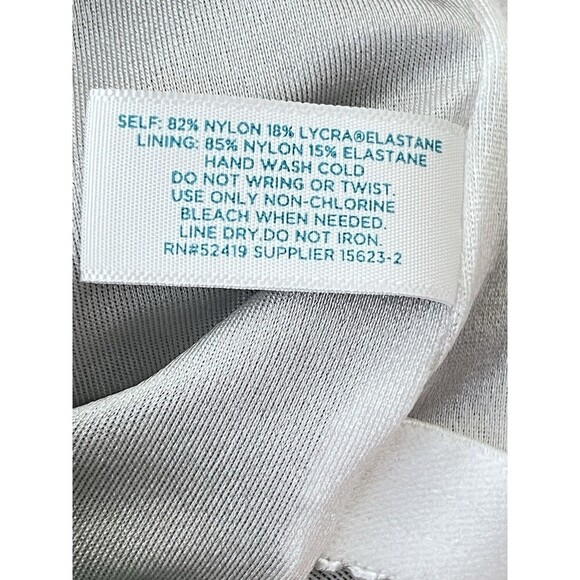 SELF: 82% NYLON 18% LYCRA®ELASTANE
LINING: 85% NYLON 15% ELASTANE
HAND WASH COLD
DO NOT WRING OR TWIST.
USE ONLY NON-CHLORINE
BLEACH WHEN NEEDED.
LINE DRY.DO NOT IRON.
RN#52419 SUPPLIER 15623-2